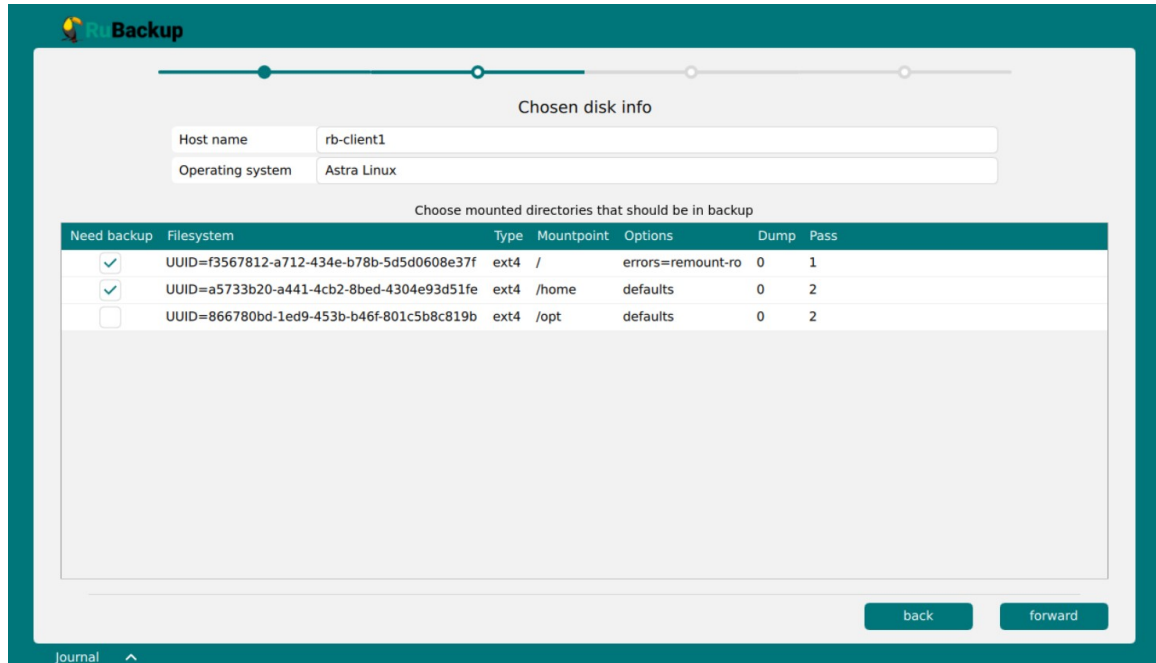 RuBackup
Chosen disk info
Host name rb-client1
Operating system Astra Linux
Choose mounted directories that should be in backup
Need backup Filesystem Type Mountpoint Options Dump Pass
UUID=f3567812-a712-434e-b78b-5d5d0608e37f ext4 / errors=remount-ro 0 1
UUID=a5733b20-a441-4cb2-8bed-4304e93d51fe ext4 /home defaults 0 2
UUID=866780bd-1ed9-453b-b46f-801c5b8c819b ext4 /opt defaults 0 2
back forward
Journal